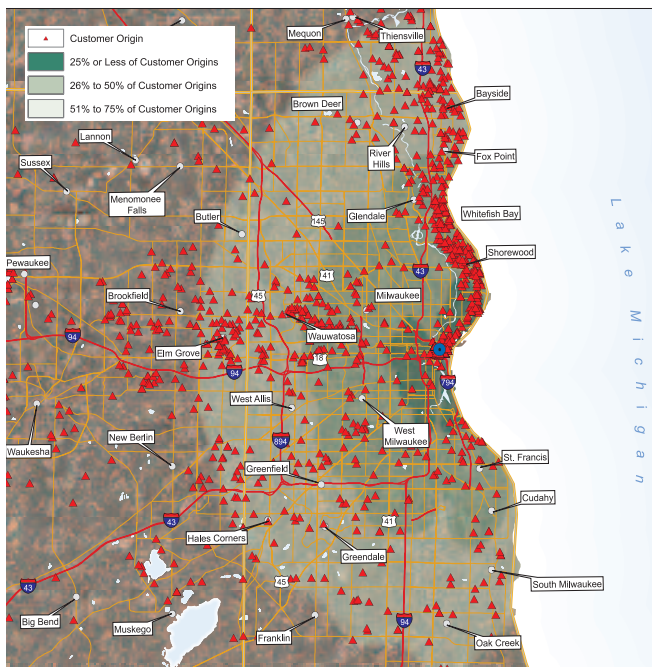 Customer Origin
25% or Less of Customer Origins
26% to 50% of Customer Origins
51% to 75% of Customer Origins
Mequon
Thiensville
43
Bayside
Brown Deer
Lannon
River
Hills
Fox Point
Sussex
Menomonee
Falls
Glendale
Whitefish Bay
Butler
145
Shorewood
Pewaukee
41
43
45
Milwaukee
Brookfield
Wauwatosa
94
Elm Grove
18
94
794
West Allis
West
Milwaukee
Waukesha
New Berlin
894
St. Francis
Greenfield
Cudahy
43
41
Hales Corners
Greendale
43
45
South Milwaukee
Big Bend
Muskego
Franklin
94
Oak Creek
Lake Michigan